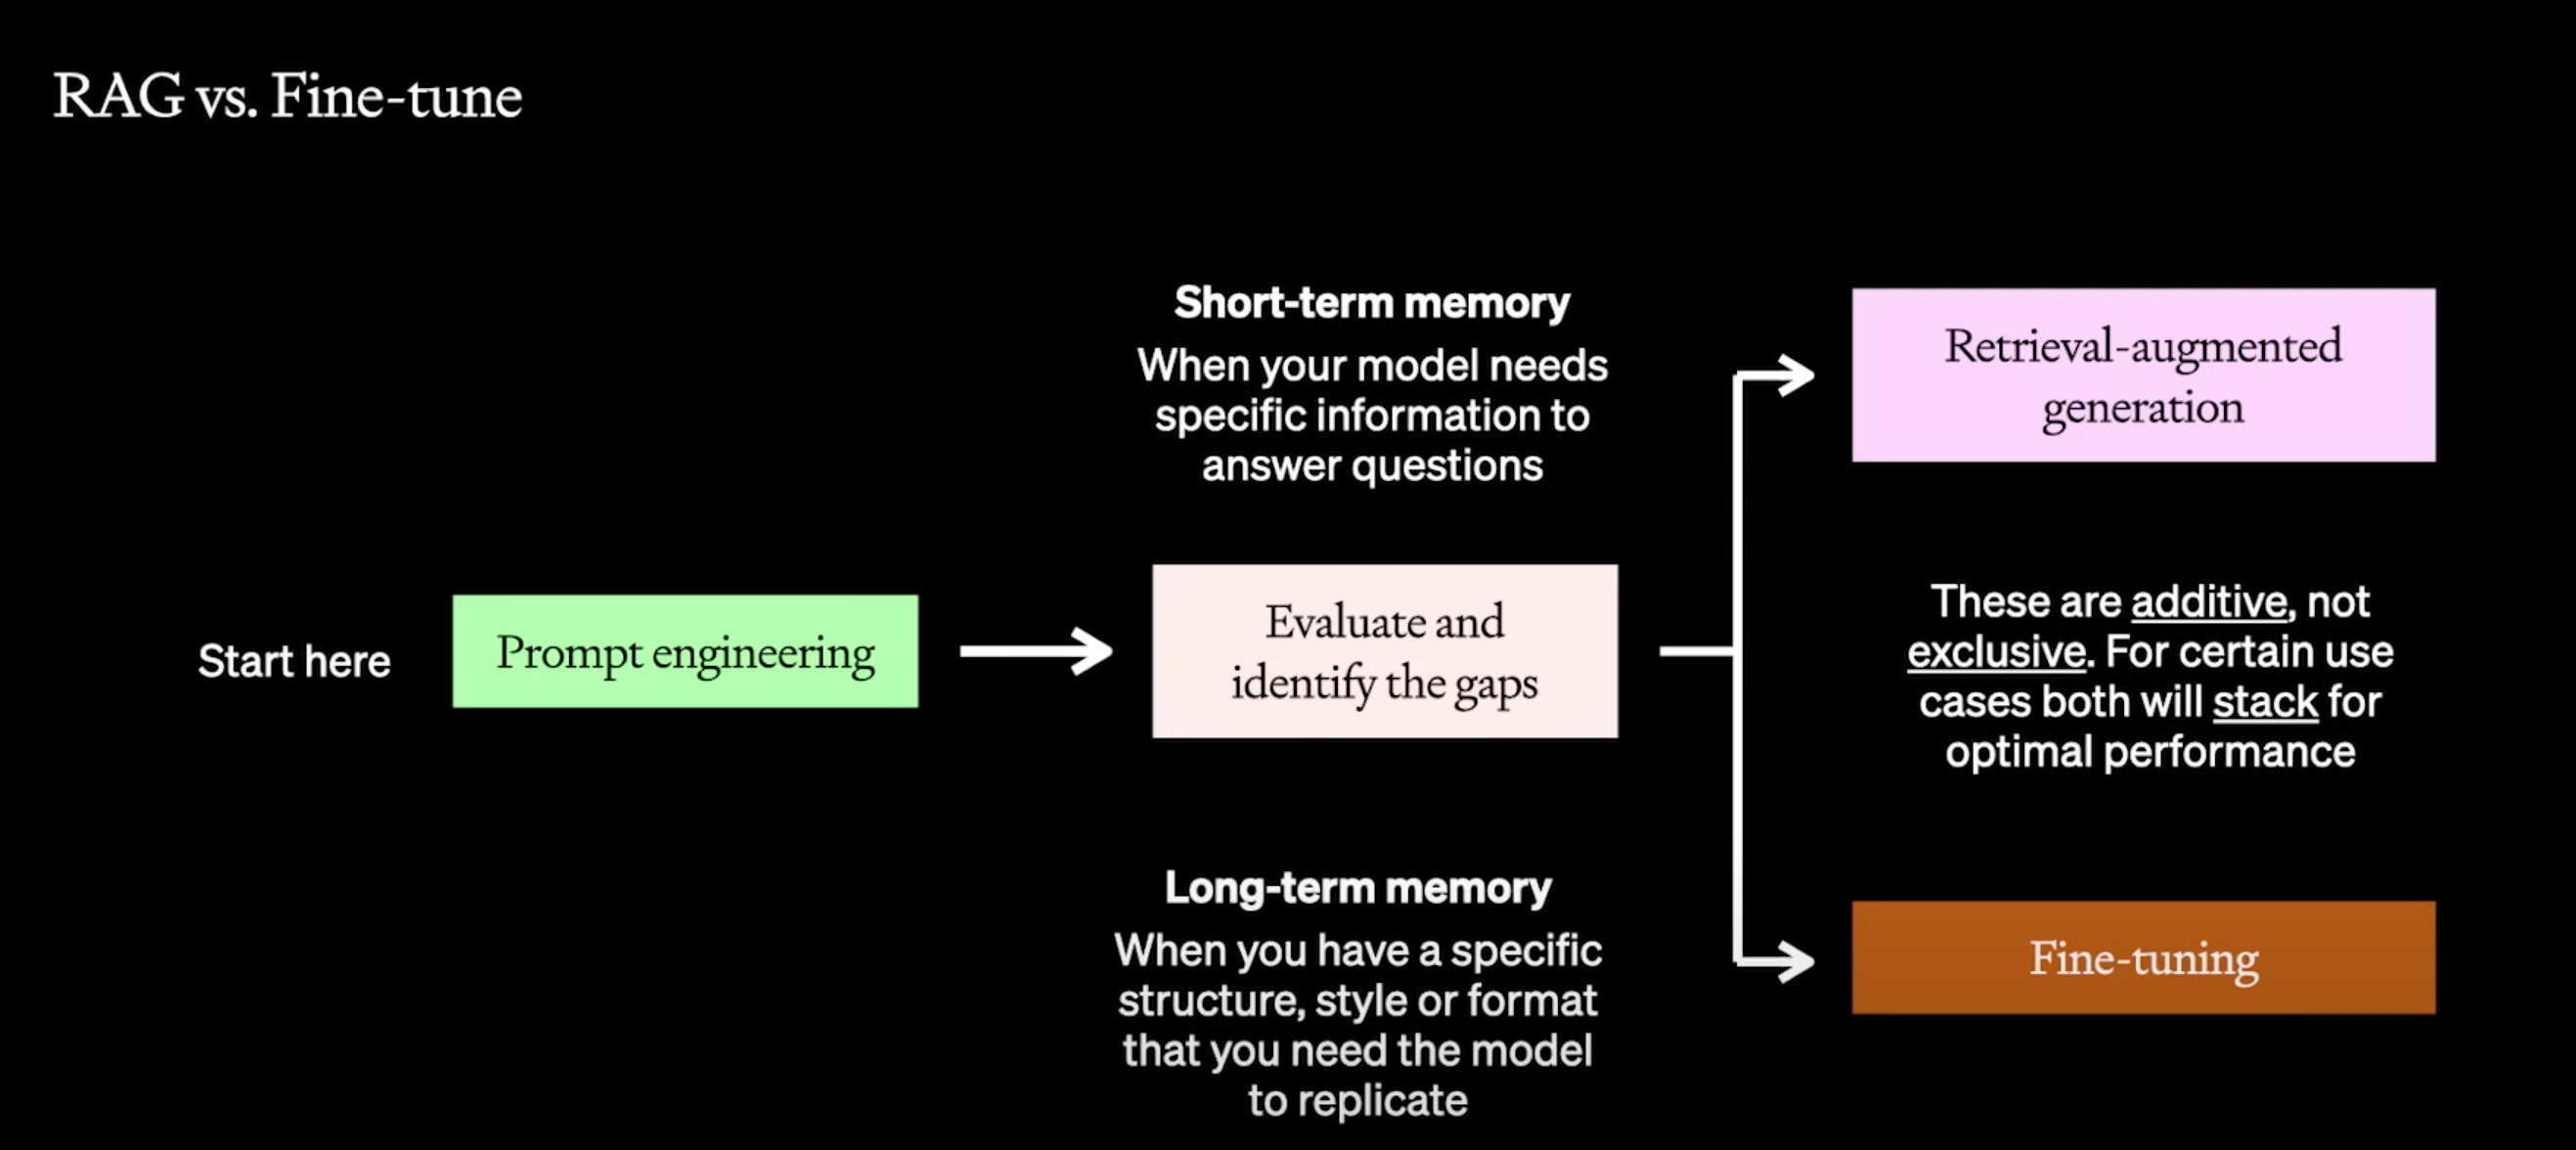 RAG vs. Fine-tune
Start here
Prompt engineering
Short-term memory
When your model needs
specific information to
answer questions
Evaluate and
identify the gaps
Long-term memory
When you have a specific
structure, style or format
that you need the model
to replicate
Retrieval-augmented
generation
These are additive, not
exclusive. For certain use
cases both will stack for
optimal performance
Fine-tuning